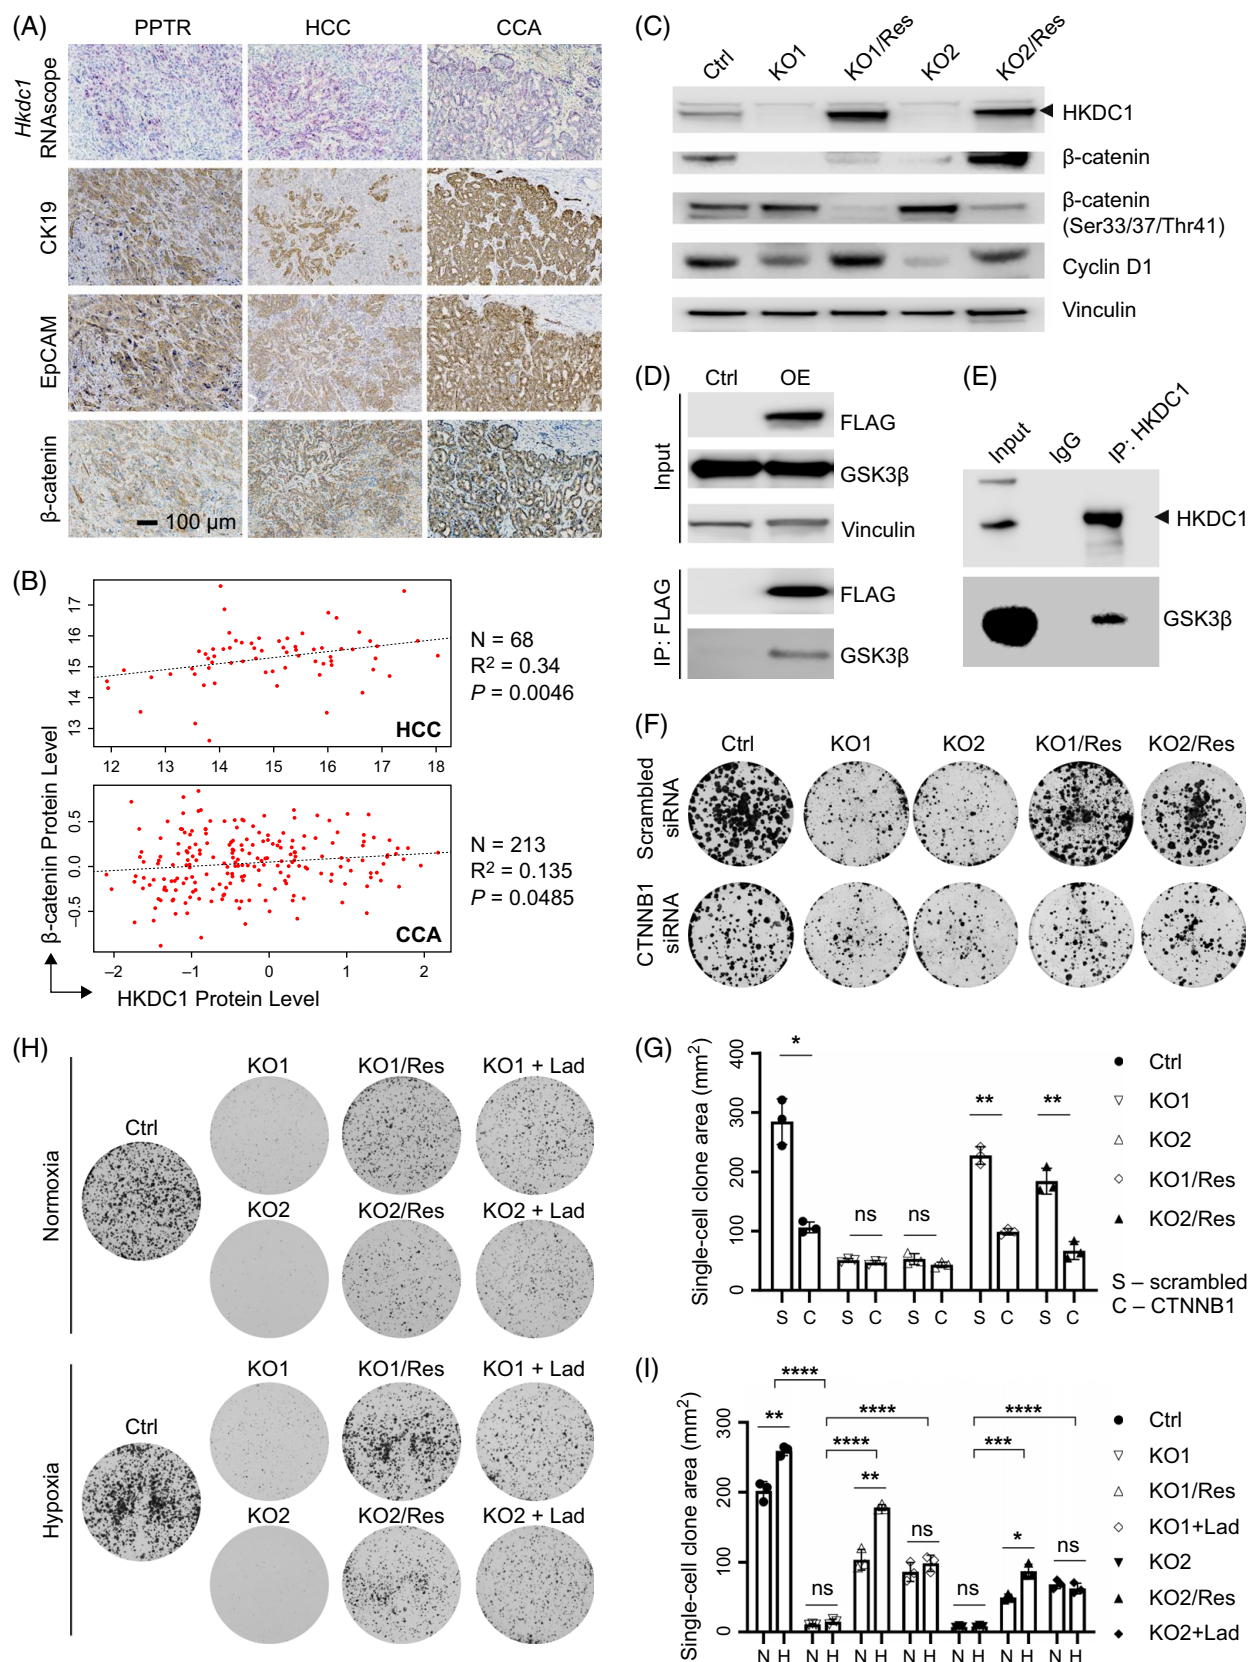 (A)
PPTR HCC CCA
Hkdc1
RNAscope
CK19
EpCAM
β-catenin
100 μm
(B)
17
16
15
14
13
HCC
12 13 14 15 16 17 18
N = 68
R² = 0.34
P = 0.0046
0.5
0.0
−0.5
CCA
−2 −1 0 1 2
N = 213
R² = 0.135
P = 0.0485
β-catenin Protein Level
HKDC1 Protein Level
(C)
Ctrl KO1 KO1/Res KO2 KO2/Res
HKDC1
β-catenin
β-catenin
(Ser33/37/Thr41)
Cyclin D1
Vinculin
(D)
Ctrl OE
Input
FLAG
GSK3β
Vinculin
IP: FLAG
FLAG
GSK3β
(E)
Input IgG IP: HKDC1
HKDC1
GSK3β
(F)
Ctrl KO1 KO2 KO1/Res KO2/Res
Scrambled
siRNA
CTNNB1
siRNA
(G)
Single-cell clone area (mm²)
400
300
200
100
0
* ns ns ** **
S C S C S C S C S C
Ctrl
KO1
KO2
KO1/Res
KO2/Res
S – scrambled
C – CTNNB1
(H)
Normoxia
Ctrl
KO1 KO1/Res KO1 + Lad
KO2 KO2/Res KO2 + Lad
Hypoxia
Ctrl
KO1 KO1/Res KO1 + Lad
KO2 KO2/Res KO2 + Lad
(I)
Single-cell clone area (mm²)
300
200
100
0
****
**** ****
** **** *** 
** ns * ns
ns ns
N H N H N H N H N H N H N H
Ctrl
KO1
KO1/Res
KO1+Lad
KO2
KO2/Res
KO2+Lad